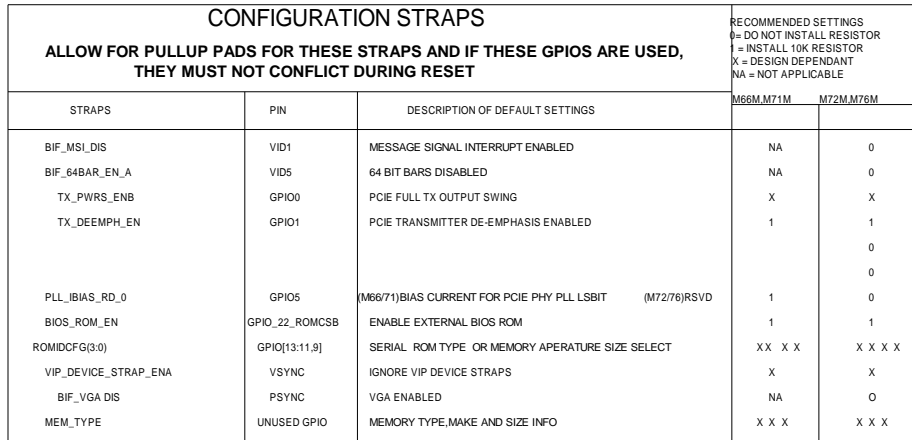 CONFIGURATION STRAPS
ALLOW FOR PULLUP PADS FOR THESE STRAPS AND IF THESE GPIOS ARE USED,
THEY MUST NOT CONFLICT DURING RESET
RECOMMENDED SETTINGS
0= DO NOT INSTALL RESISTOR
1 = INSTALL 10K RESISTOR
X = DESIGN DEPENDANT
NA = NOT APPLICABLE
STRAPS PIN DESCRIPTION OF DEFAULT SETTINGS M66M,M71M M72M,M76M
BIF_MSI_DIS VID1 MESSAGE SIGNAL INTERRUPT ENABLED NA 0
BIF_64BAR_EN_A VID5 64 BIT BARS DISABLED NA 0
TX_PWRS_ENB GPIO0 PCIE FULL TX OUTPUT SWING X X
TX_DEEMPH_EN GPIO1 PCIE TRANSMITTER DE-EMPHASIS ENABLED 1 1
0
0
PLL_IBIAS_RD_0 GPIO5 (M66/71)BIAS CURRENT FOR PCIE PHY PLL LSBIT (M72/76)RSVD 1 0
BIOS_ROM_EN GPIO_22_ROMCSB ENABLE EXTERNAL BIOS ROM 1 1
ROMIDCFG(3:0) GPIO[13:11,9] SERIAL ROM TYPE OR MEMORY APERATURE SIZE SELECT XX X X X X X X
VIP_DEVICE_STRAP_ENA VSYNC IGNORE VIP DEVICE STRAPS X X
BIF_VGA DIS PSYNC VGA ENABLED NA O
MEM_TYPE UNUSED GPIO MEMORY TYPE,MAKE AND SIZE INFO X X X X X X